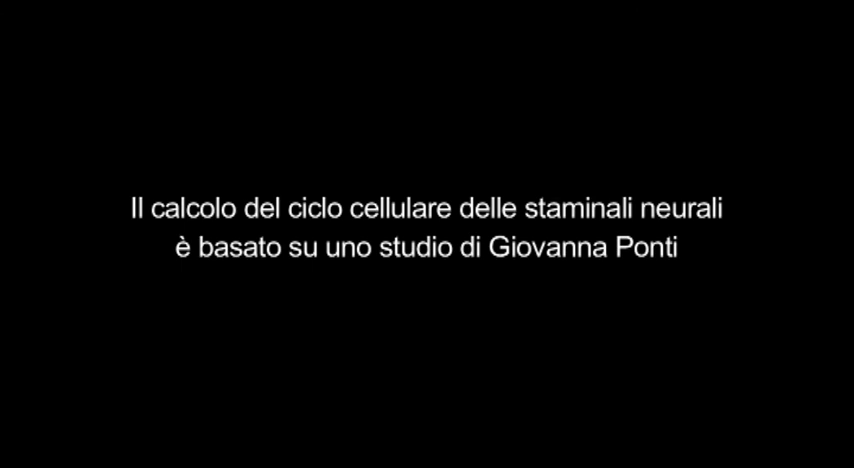 Il calcolo del ciclo cellulare delle staminali neurali
è basato su uno studio di Giovanna Ponti